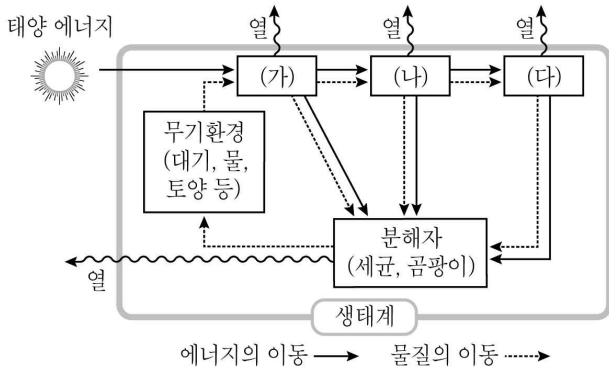 태양 에너지
열
열
열
(가)
(나)
(다)
무기환경
(대기, 물,
토양 등)
분해자
(세균, 곰팡이)
열
생태계
에너지의 이동
물질의 이동